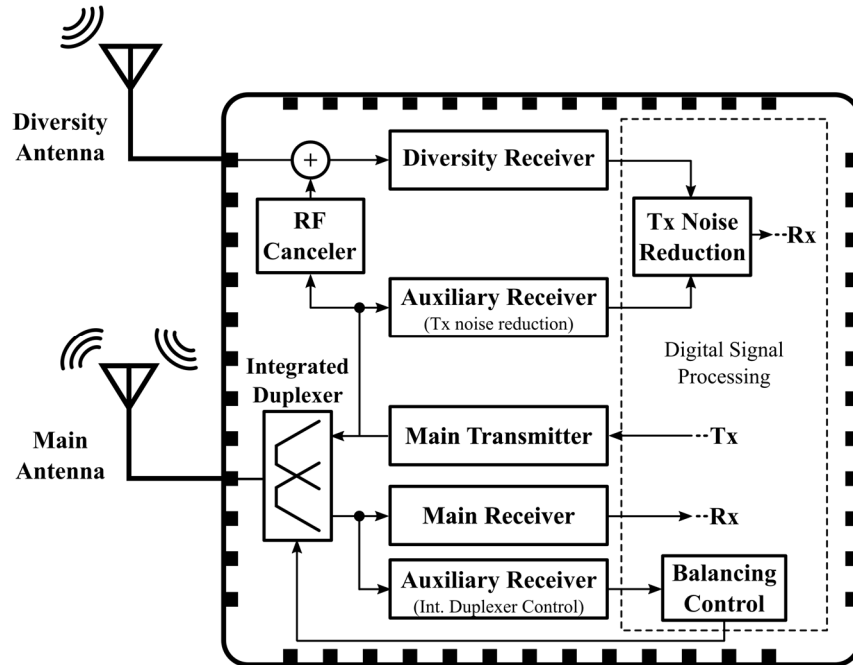 Diversity
Antenna
+
Diversity Receiver
RF
Canceler
Tx Noise
Reduction
--Rx
Auxiliary Receiver
(Tx noise reduction)
Digital Signal
Processing
Integrated
Duplexer
Main
Antenna
Main Transmitter
--Tx
Main Receiver
--Rx
Auxiliary Receiver
(Int. Duplexer Control)
Balancing
Control